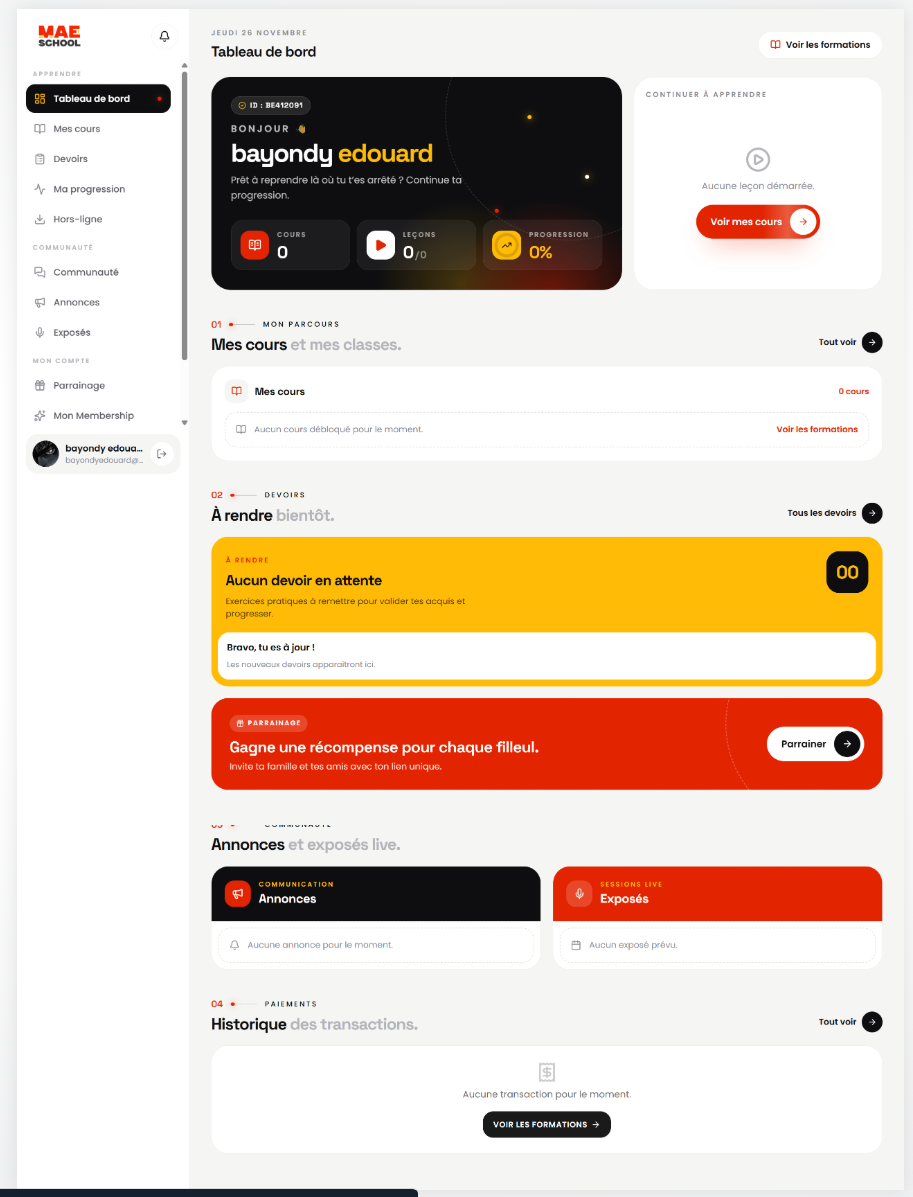 MAE
SCHOOL
APPRENDRE
Tableau de bord
Mes cours
Devoirs
Ma progression
Hors-ligne
COMMUNAUTÉ
Communauté
Annonces
Exposés
MON COMPTE
Parrainage
Mon Membership
bayondy edoua...
bayondyedouard@...
JEUDI 26 NOVEMBRE
Tableau de bord
Voir les formations
ID : BE412091
BONJOUR 👋
bayondy edouard
Prêt à reprendre là où tu t'es arrêté ? Continue ta
progression.
COURS
0
LEÇONS
0/0
PROGRESSION
0%
CONTINUER À APPRENDRE
Aucune leçon démarrée.
Voir mes cours
01 MON PARCOURS
Mes cours et mes classes.
Tout voir
Mes cours
0 cours
Aucun cours débloqué pour le moment.
Voir les formations
02 DEVOIRS
À rendre bientôt.
Tous les devoirs
À RENDRE
Aucun devoir en attente
00
Exercices pratiques à remettre pour valider tes acquis et
progresser.
Bravo, tu es à jour !
Les nouveaux devoirs apparaîtront ici.
PARRAINAGE
Gagne une récompense pour chaque filleul.
Invite ta famille et tes amis avec ton lien unique.
Parrainer
03 COMMUNAUTÉ
Annonces et exposés live.
COMMUNICATION
Annonces
Aucune annonce pour le moment.
SESSIONS LIVE
Exposés
Aucun exposé prévu.
04 PAIEMENTS
Historique des transactions.
Tout voir
Aucune transaction pour le moment.
VOIR LES FORMATIONS